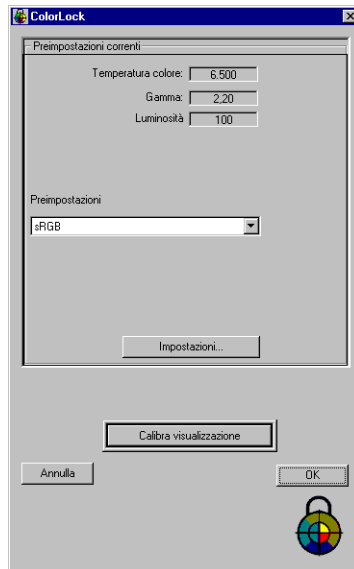 ColorLock
Preimpostazioni correnti
Temperatura colore: 6.500
Gamma: 2,20
Luminosità 100
Preimpostazioni
sRGB
Impostazioni...
Calibra visualizzazione
Annulla
OK